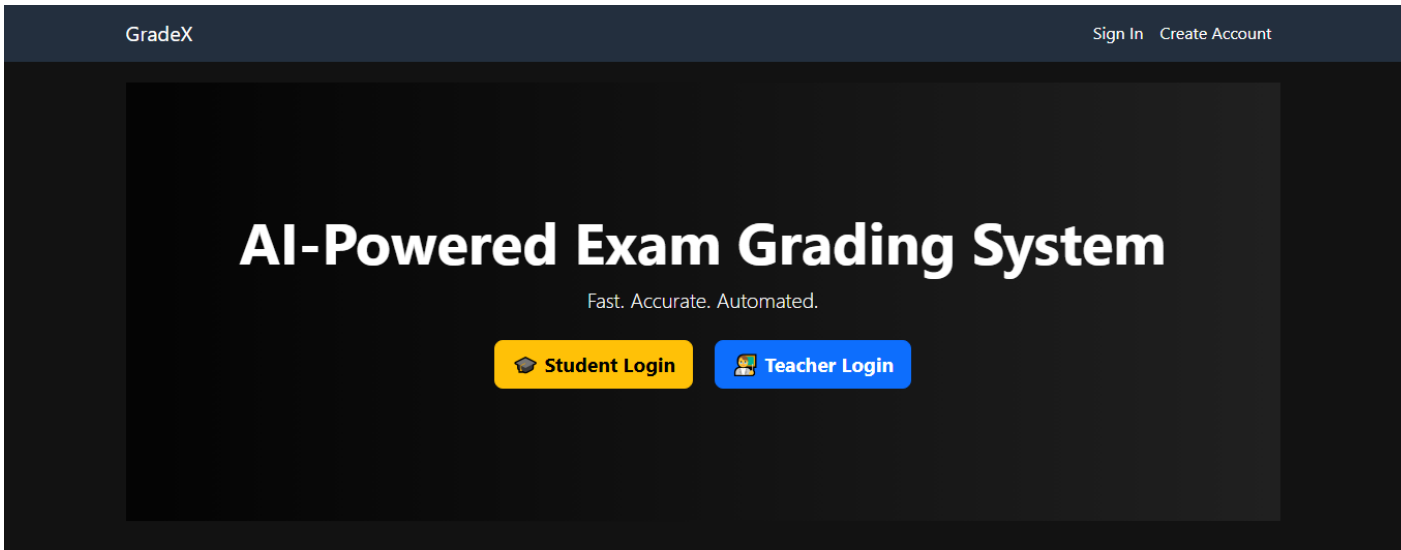 GradeX
Sign In Create Account
AI-Powered Exam Grading System
Fast. Accurate. Automated.
🎓 Student Login
👨‍🏫 Teacher Login